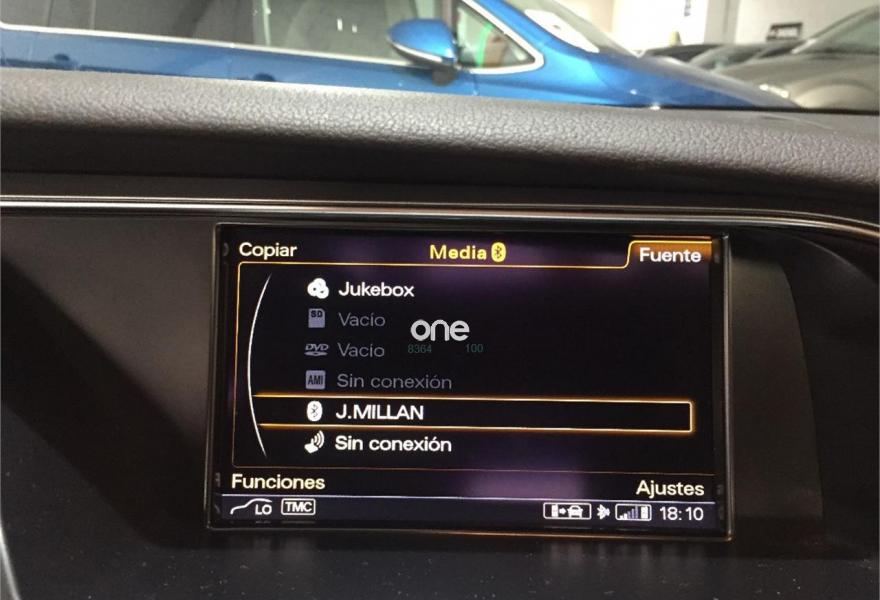 Copiar
Media
Fuente
Jukebox
SD
Vacío
one
DVD
Vacío
8364 100
AMI
Sin conexión
J.MILLAN
Sin conexión
Funciones
Ajustes
LO
TMC
18:10